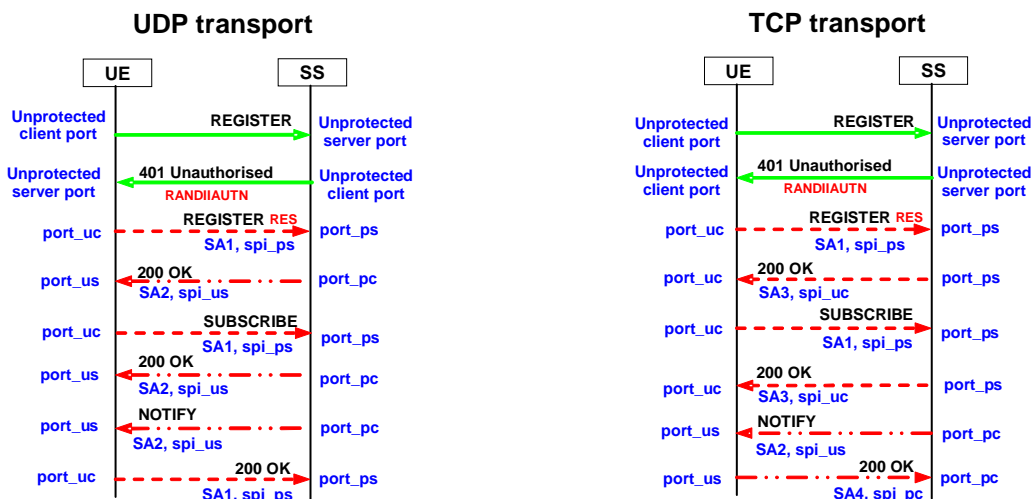 UDP transport
UE
SS
Unprotected
client port
REGISTER
Unprotected
server port
Unprotected
server port
401 Unauthorised
RANDIIAUTN
Unprotected
client port
port_uc
REGISTER RES
SA1, spi_ps
port_ps
port_us
200 OK
SA2, spi_us
port_pc
port_uc
SUBSCRIBE
SA1, spi_ps
port_ps
port_us
200 OK
SA2, spi_us
port_pc
port_us
NOTIFY
SA2, spi_us
port_pc
port_uc
200 OK
SA1, spi_ps
port_ps
TCP transport
UE
SS
Unprotected
client port
REGISTER
Unprotected
server port
Unprotected
client port
401 Unauthorised
RANDIIAUTN
Unprotected
server port
port_uc
REGISTER RES
SA1, spi_ps
port_ps
port_uc
200 OK
SA3, spi_uc
port_ps
port_uc
SUBSCRIBE
SA1, spi_ps
port_ps
port_uc
200 OK
SA3, spi_uc
port_ps
port_us
NOTIFY
SA2, spi_us
port_pc
port_us
200 OK
SA4, spi_pc
port_pc